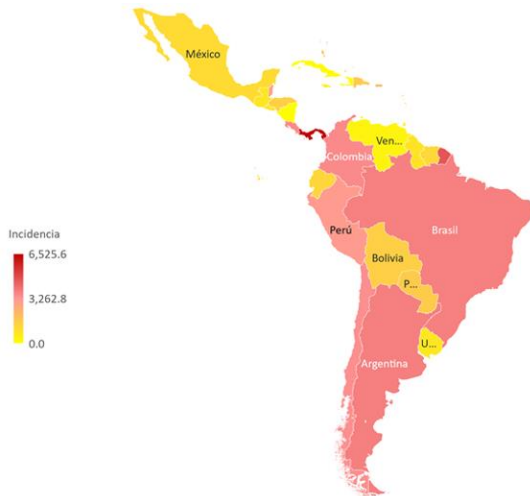 México
Ven...
Colombia
Incidencia
6,525.6
Perú
Brasil
Bolivia
3,262.8
P...
0.0
U...
Argentina